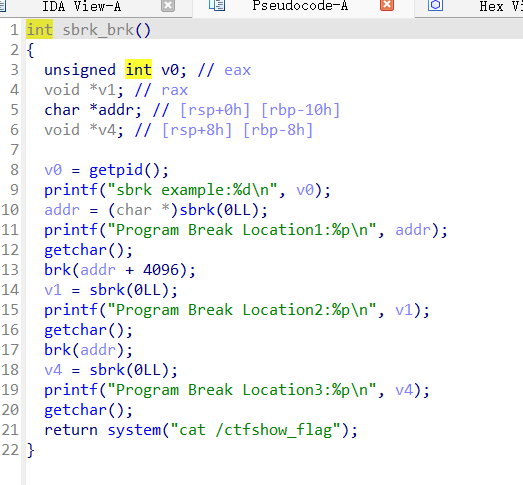 IDA View-A Pseudocode-A Hex Vi
1 int sbrk_brk()
2 {
3 unsigned int v0; // eax
4 void *v1; // rax
5 char *addr; // [rsp+0h] [rbp-10h]
6 void *v4; // [rsp+8h] [rbp-8h]
7
8 v0 = getpid();
9 printf("sbrk example:%d\n", v0);
10 addr = (char *)sbrk(0LL);
11 printf("Program Break Location1:%p\n", addr);
12 getchar();
13 brk(addr + 4096);
14 v1 = sbrk(0LL);
15 printf("Program Break Location2:%p\n", v1);
16 getchar();
17 brk(addr);
18 v4 = sbrk(0LL);
19 printf("Program Break Location3:%p\n", v4);
20 getchar();
21 return system("cat /ctfshow_flag");
22 }